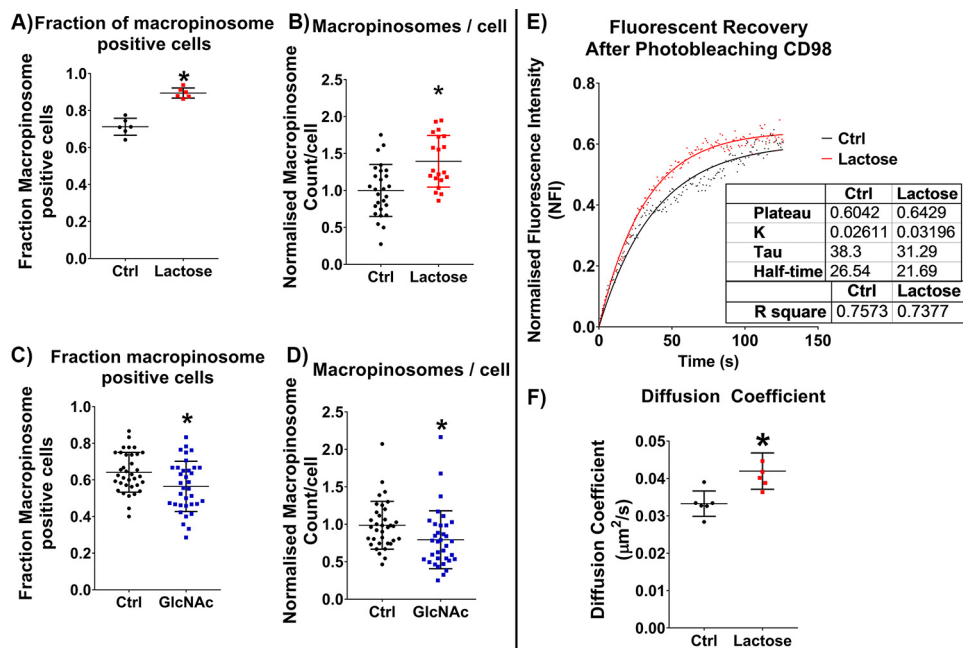 A) Fraction of macropinosome
positive cells
Fraction Macropinosome
positive cells
1.0
0.8
0.6
0.4
0.2
0.0
*
Ctrl Lactose
B) Macropinosomes / cell
Normalised Macropinosome
Count/cell
2.5
2.0
1.5
1.0
0.5
0.0
*
Ctrl Lactose
C) Fraction macropinosome
positive cells
Fraction Macropinosome
positive cells
1.0
0.8
0.6
0.4
0.2
0.0
*
Ctrl GlcNAc
D) Macropinosomes / cell
Normalised Macropinosome
Count/cell
2.5
2.0
1.5
1.0
0.5
0.0
*
Ctrl GlcNAc
E) Fluorescent Recovery
After Photobleaching CD98
Normalised Fluorescence Intensity
(NFI)
0.8
0.6
0.4
0.2
0.0
0 50 100 150
Time (s)
Ctrl
Lactose
Ctrl Lactose
Plateau 0.6042 0.6429
K 0.02611 0.03196
Tau 38.3 31.29
Half-time 26.54 21.69
Ctrl Lactose
R square 0.7573 0.7377
F) Diffusion Coefficient
Diffusion Coefficient
(μm²/s)
0.05
0.04
0.03
0.02
0.01
0.00
*
Ctrl Lactose